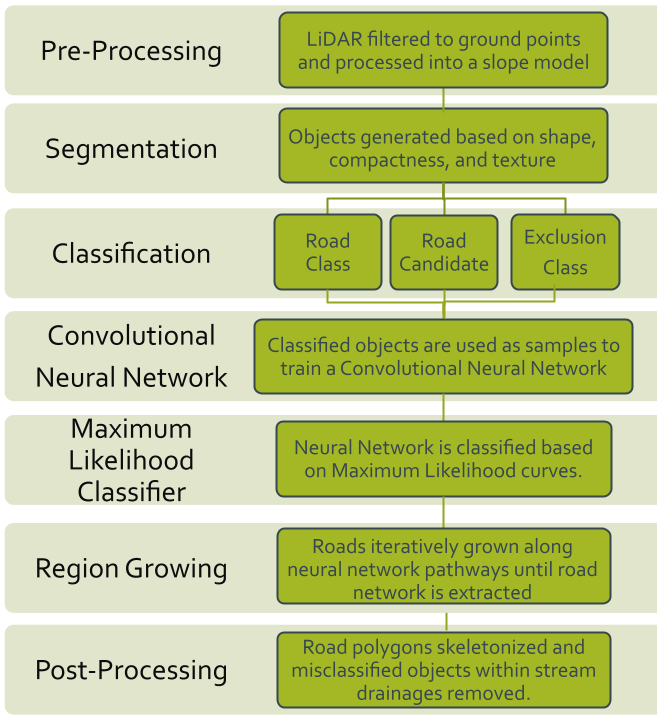 Pre-Processing
LiDAR filtered to ground points
and processed into a slope model
Segmentation
Objects generated based on shape,
compactness, and texture
Classification
Road
Class
Road
Candidate
Exclusion
Class
Convolutional
Neural Network
Classified objects are used as samples to
train a Convolutional Neural Network
Maximum
Likelihood
Classifier
Neural Network is classified based
on Maximum Likelihood curves.
Region Growing
Roads iteratively grown along
neural network pathways until road
network is extracted
Post-Processing
Road polygons skeletonized and
misclassified objects within stream
drainages removed.